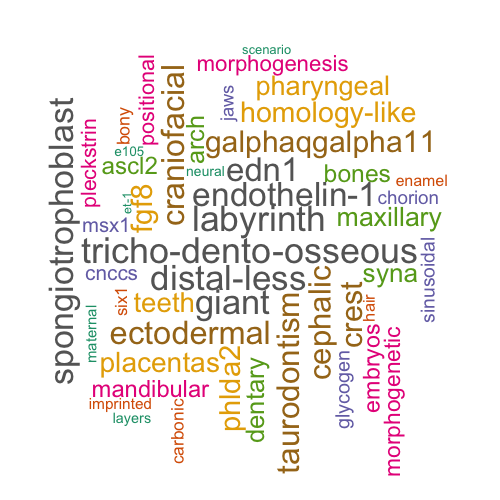 scenario
morphogenesis
pharyngeal
jaws
homology-like
positional
craniofacial
arch
galphaqgalpha11
bony
pleckstrin
e105
ascl2
neural
edn1
bones
enamel
spongiotrophoblast
et-1
fgf8
endothelin-1
chorion
msx1
labyrinth
maxillary
tricho-dento-osseous
sinusoidal
cnccs
distal-less
syna
cephalic
crest
hair
six1
teeth
giant
maternal
ectodermal
taurodontism
embryos
placentas
phlda2
dentary
glycogen
morphogenetic
mandibular
imprinted
layers
carbonic